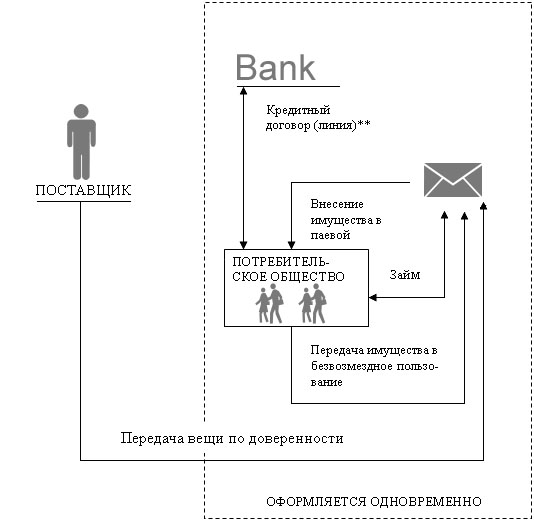 Bank
Кредитный
договор (линия)**
ПОСТАВЩИК
Внесение
имущества в
паевой
ПОТРЕБИТЕЛЬ-
СКОЕ ОБЩЕСТВО
Займ
Передача имущества в
безвозмездное пользо-
вание
Передача вещи по доверенности
ОФОРМЛЯЕТСЯ ОДНОВРЕМЕННО